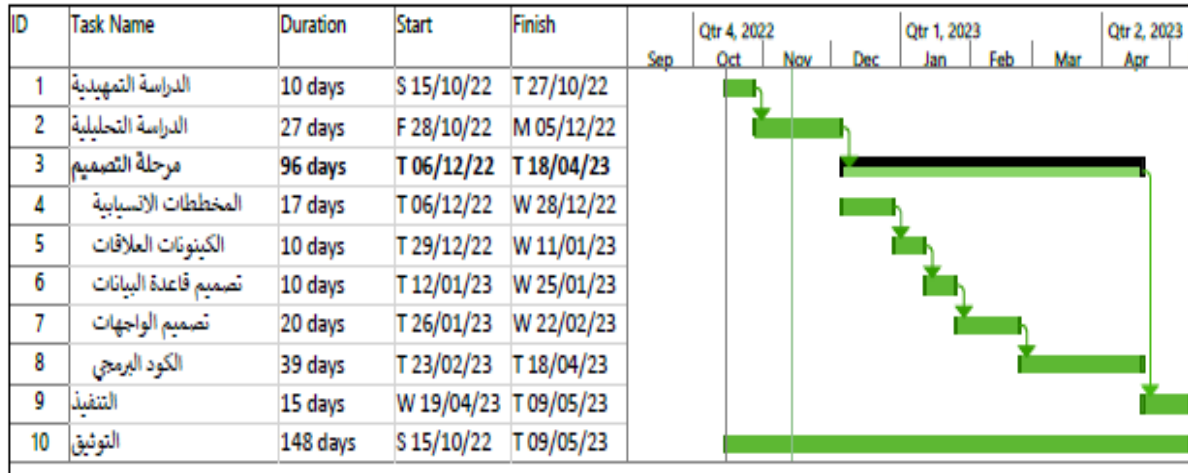 ID Task Name Duration Start Finish Qtr 4, 2022 Qtr 1, 2023 Qtr 2, 2023
Sep Oct Nov Dec Jan Feb Mar Apr
1 الدراسة التمهيدية 10 days S 15/10/22 T 27/10/22
2 الدراسة التحليلية 27 days F 28/10/22 M 05/12/22
3 مرحلة التصميم 96 days T 06/12/22 T 18/04/23
4 المخططات الانسيابية 17 days T 06/12/22 W 28/12/22
5 الكينونات العلاقات 10 days T 29/12/22 W 11/01/23
6 تصميم قاعدة البيانات 10 days T 12/01/23 W 25/01/23
7 تصميم الواجهات 20 days T 26/01/23 W 22/02/23
8 الكود البرمجي 39 days T 23/02/23 T 18/04/23
9 التنفيذ 15 days W 19/04/23 T 09/05/23
10 التوثيق 148 days S 15/10/22 T 09/05/23